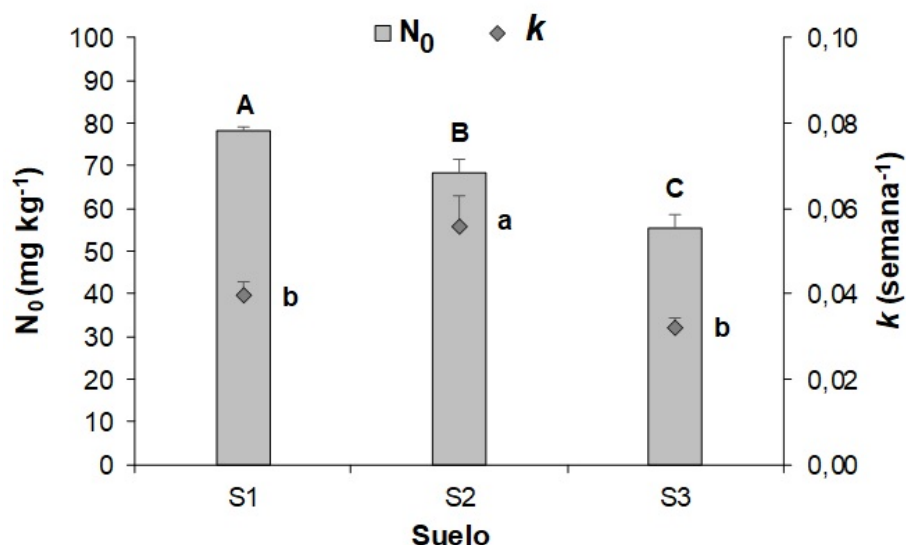 N₀ k
100
90
80
70
60
50
40
30
20
10
0
N₀ (mg kg⁻¹)
A
B
C
b
a
b
0,10
0,08
0,06
0,04
0,02
0,00
k (semana⁻¹)
S1 S2 S3
Suelo